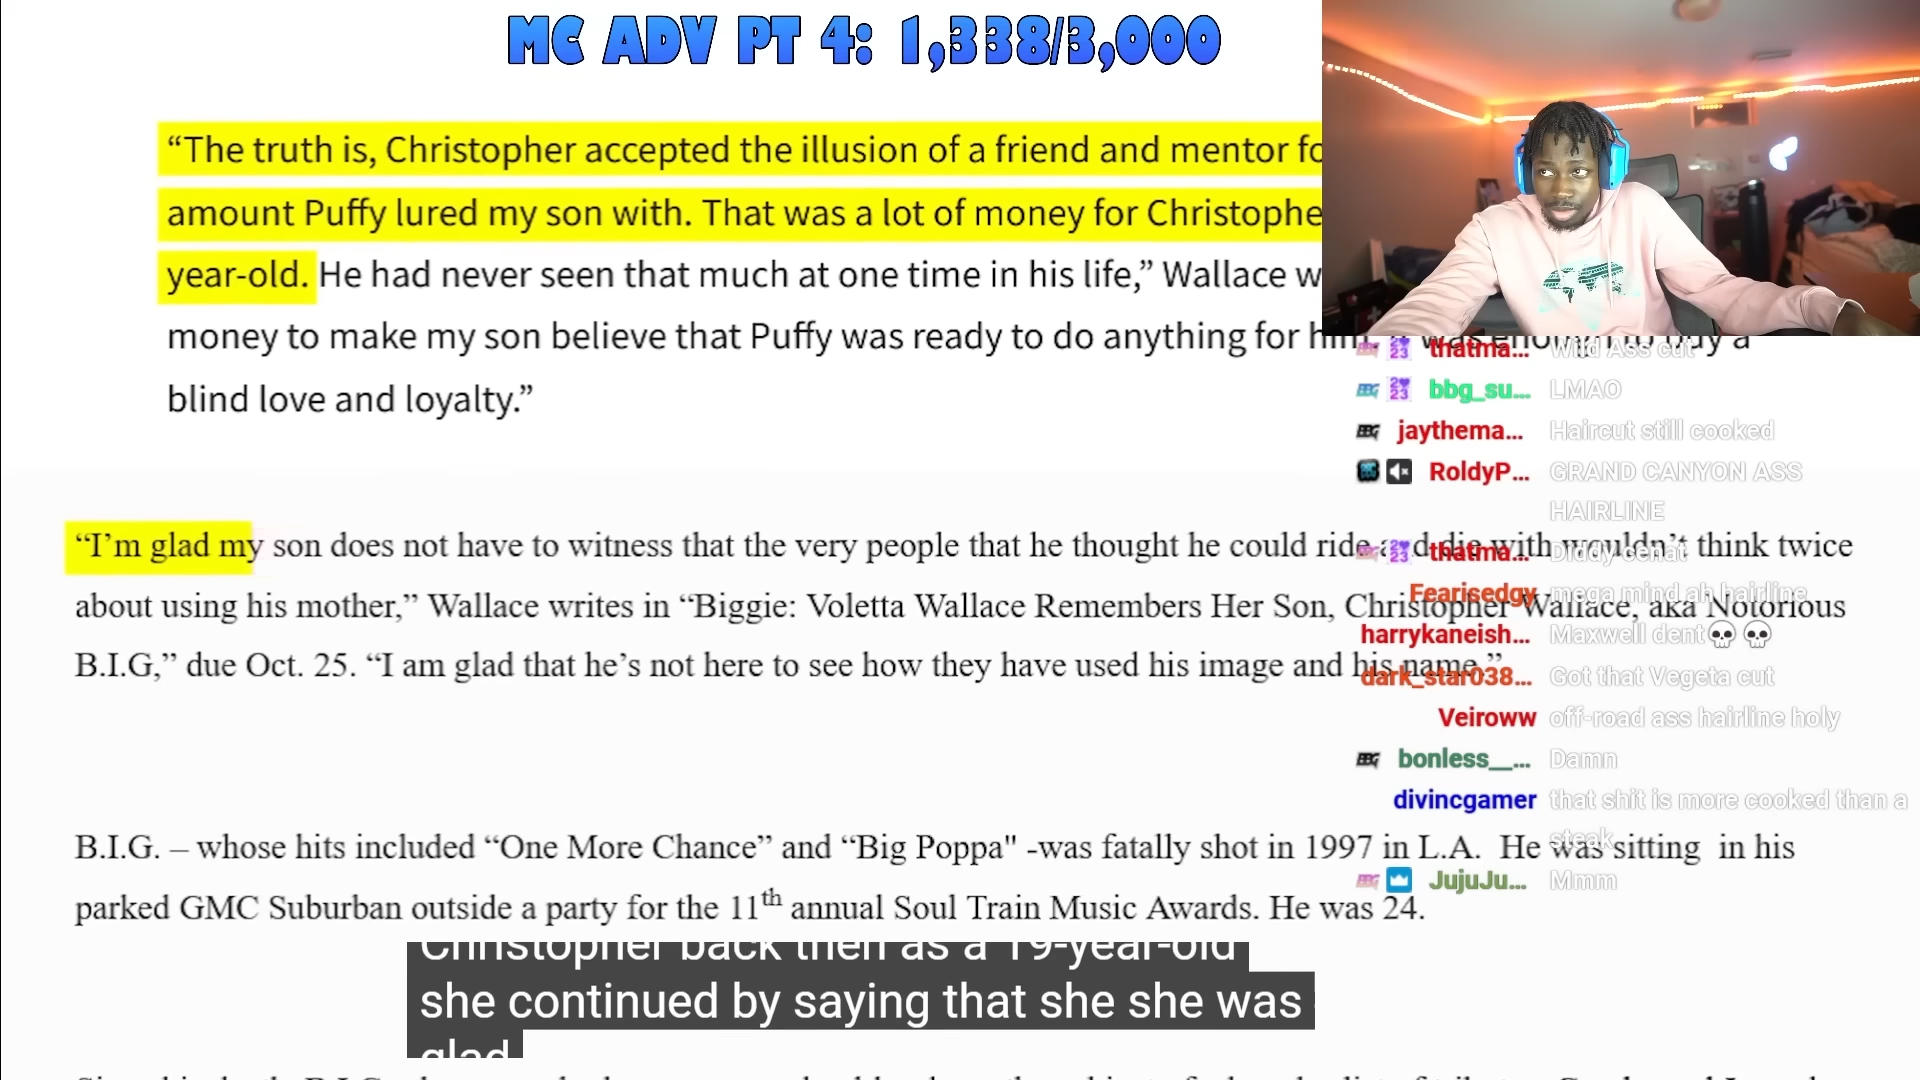 MC ADV PT 4: 1,338/3,000
“The truth is, Christopher accepted the illusion of a friend and mentor fo
amount Puffy lured my son with. That was a lot of money for Christophe
year-old. He had never seen that much at one time in his life,” Wallace w
money to make my son believe that Puffy was ready to do anything for him. was enough to buy a
blind love and loyalty.”
“I’m glad my son does not have to witness that the very people that he thought he could ride and die with wouldn’t think twice
about using his mother,” Wallace writes in “Biggie: Voletta Wallace Remembers Her Son, Christopher Wallace, aka Notorious
B.I.G,” due Oct. 25. “I am glad that he’s not here to see how they have used his image and his name.”
B.I.G. – whose hits included “One More Chance” and “Big Poppa" -was fatally shot in 1997 in L.A. He was sitting in his
parked GMC Suburban outside a party for the 11th annual Soul Train Music Awards. He was 24.
Christopher back then as a 19-year-old
she continued by saying that she she was
glad
thatma... Wild Ass cut
bbg_su... LMAO
jaythema... Haircut still cooked
RoldyP... GRAND CANYON ASS
HAIRLINE
thatma... Diddy cenat
Fearisedgy mega mind ah hairline
harrykaneish... Maxwell dent💀💀
dark_star038... Got that Vegeta cut
Veiroww off-road ass hairline holy
bonless__... Damn
divincgamer that shit is more cooked than a
steak
JujuJu... Mmm